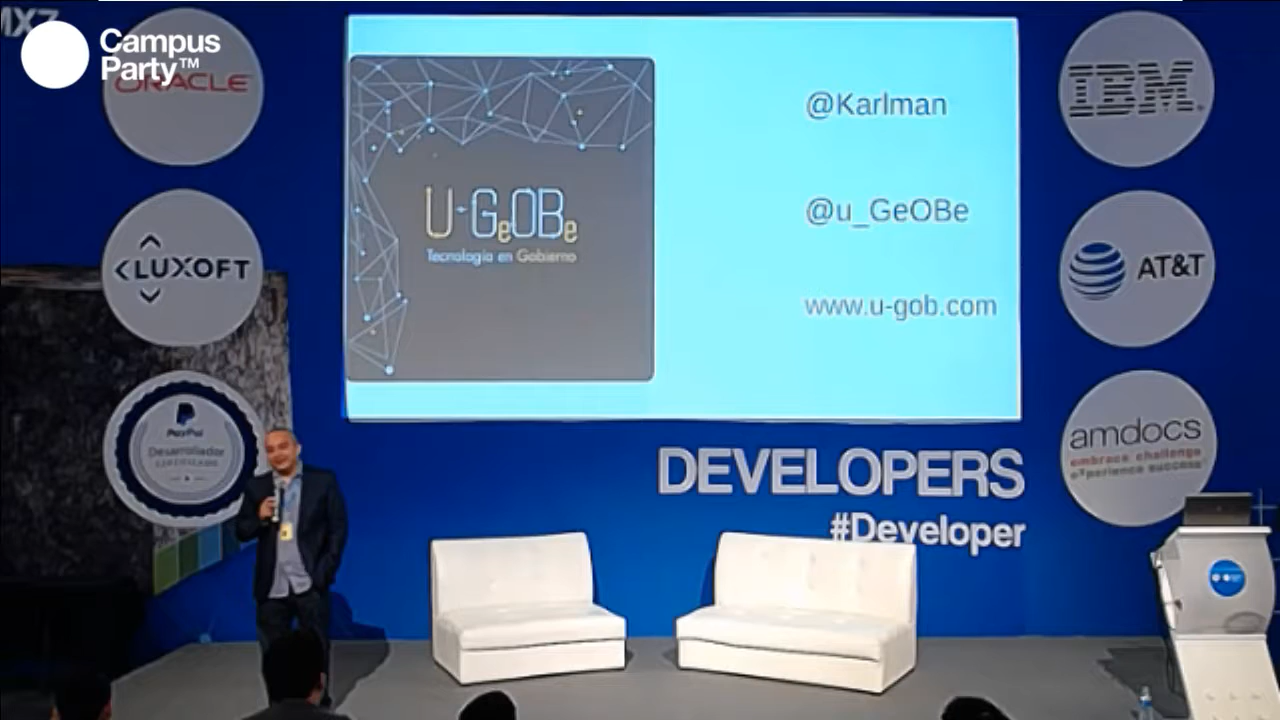 Campus
Party™
ORACLE
LUXOFT
PayPal
Desarrollador
U-GeOBe
Tecnología en Gobierno
@Karlman
@u_GeOBe
www.u-gob.com
IBM
AT&T
amdocs
embrace challenge
experience success
DEVELOPERS
#Developer